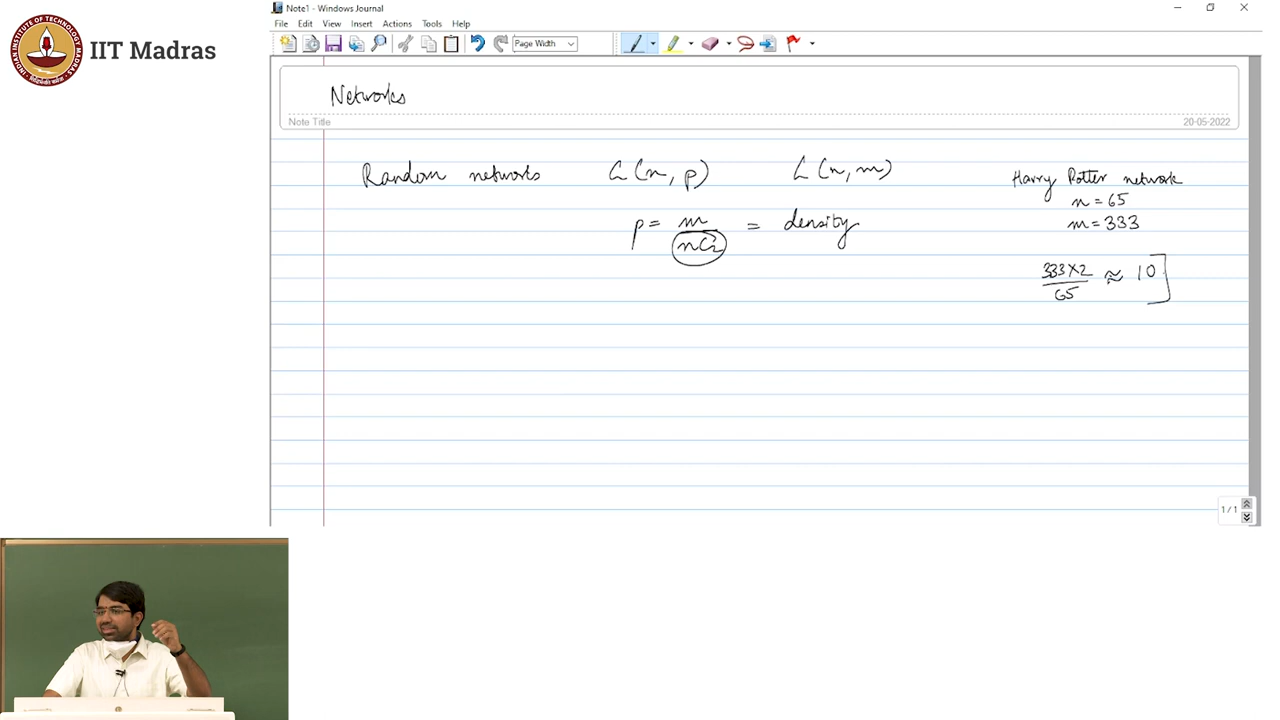 IIT Madras
Note1 - Windows Journal
File Edit View Insert Actions Tools Help
Page Width
Networks
Note Title
20-05-2022
Random networks G(n, p) G(n, m)
p = m/nC2 = density
Harry Potter network
n = 65
m = 333
333×2/65 ≈ 10]
1 / 1